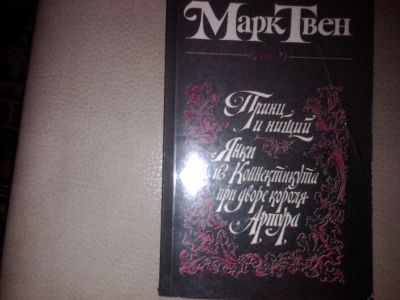 Марк Твен
Принц
и нищий
Янки
из Коннектикута
при дворе короля
Артура